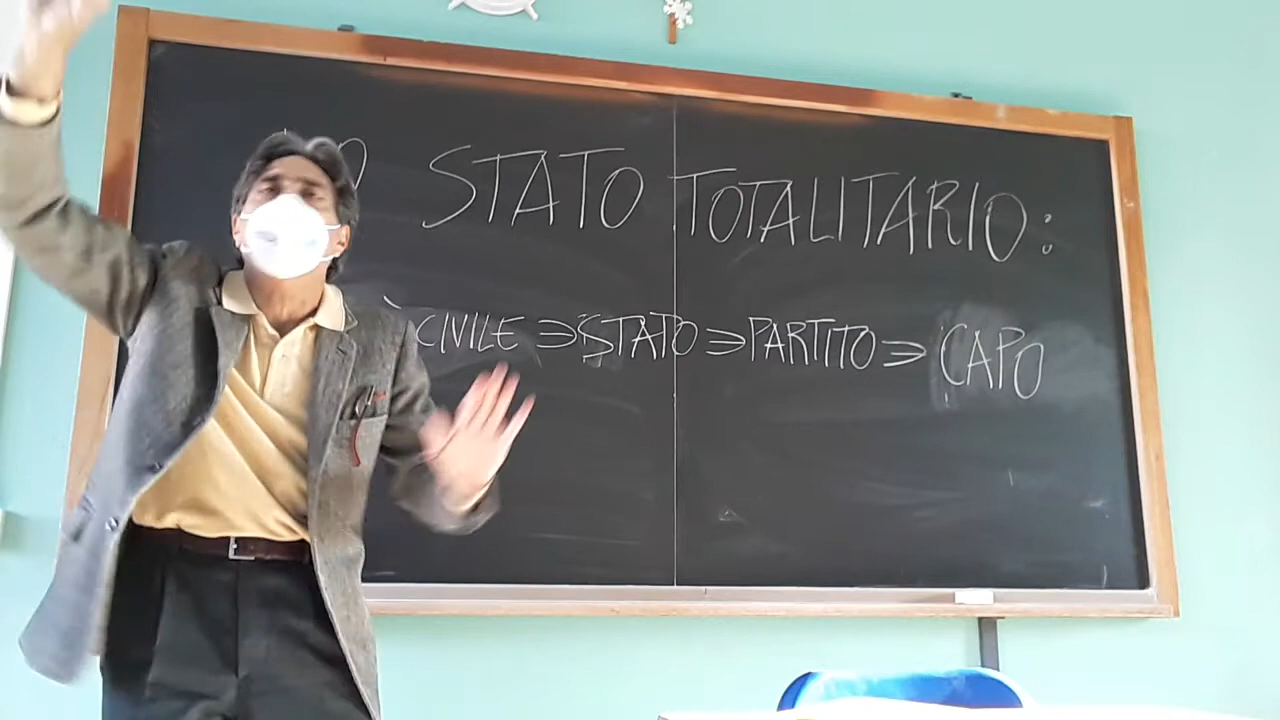 O STATO TOTALITARIO:
CIVILE ⇒ STATO ⇒ PARTITO ⇒ CAPO